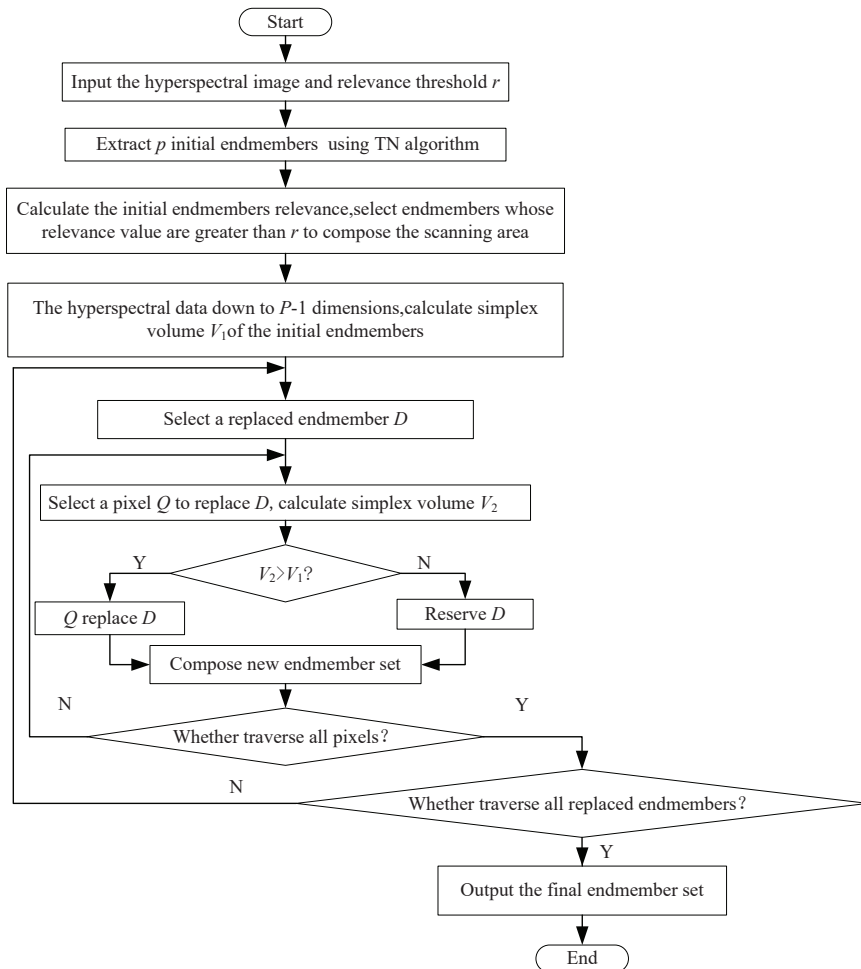 Start
Input the hyperspectral image and relevance threshold r
Extract p initial endmembers using TN algorithm
Calculate the initial endmembers relevance,select endmembers whose
relevance value are greater than r to compose the scanning area
The hyperspectral data down to P-1 dimensions,calculate simplex
volume V1of the initial endmembers
Select a replaced endmember D
Select a pixel Q to replace D, calculate simplex volume V2
Y
V2>V1?
N
Q replace D
Reserve D
Compose new endmember set
N
Whether traverse all pixels?
Y
N
Whether traverse all replaced endmembers?
Y
Output the final endmember set
End